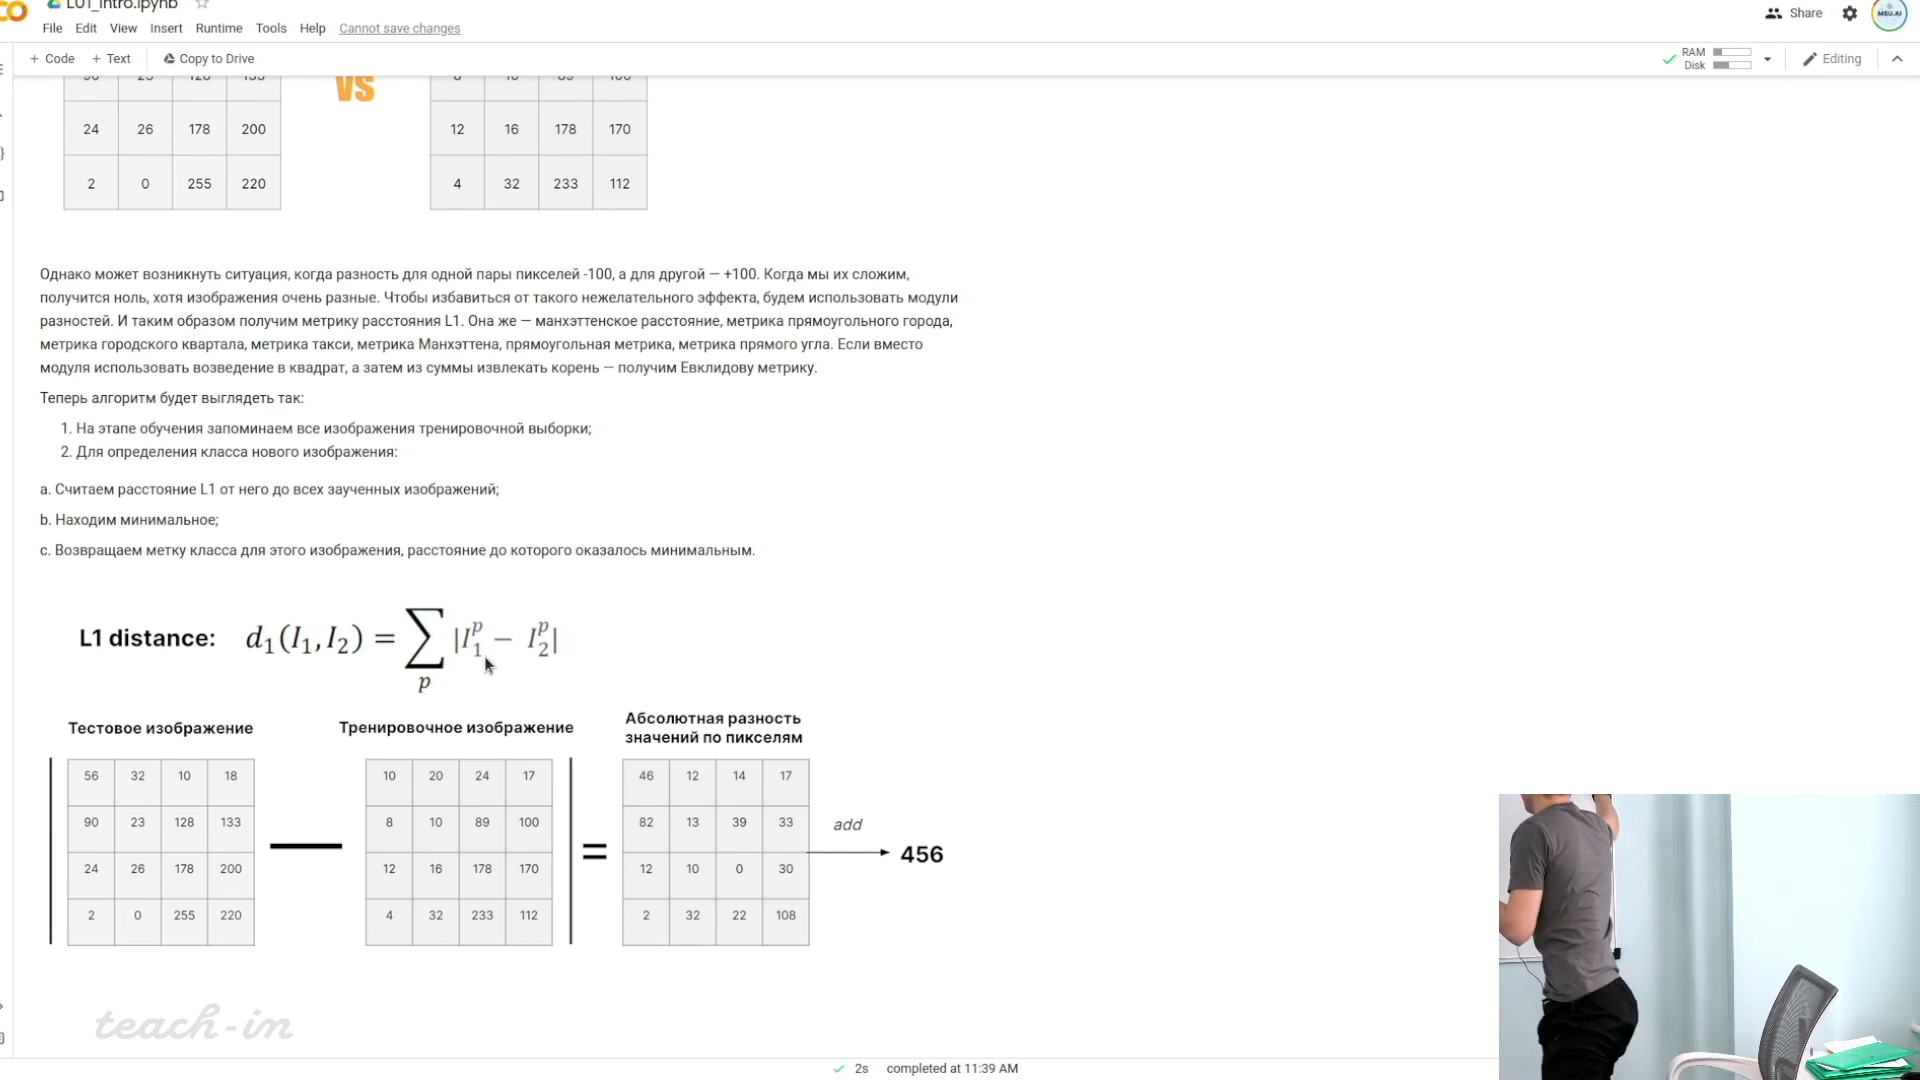 L01_Intro.ipynb
File Edit View Insert Runtime Tools Help Cannot save changes
Share
MSU.AI
+ Code + Text Copy to Drive
RAM
Disk
Editing
VS
24 26 178 200
12 16 178 170
2 0 255 220
4 32 233 112
Однако может возникнуть ситуация, когда разность для одной пары пикселей -100, а для другой — +100. Когда мы их сложим,
получится ноль, хотя изображения очень разные. Чтобы избавиться от такого нежелательного эффекта, будем использовать модули
разностей. И таким образом получим метрику расстояния L1. Она же — манхэттенское расстояние, метрика прямоугольного города,
метрика городского квартала, метрика такси, метрика Манхэттена, прямоугольная метрика, метрика прямого угла. Если вместо
модуля использовать возведение в квадрат, а затем из суммы извлекать корень — получим Евклидову метрику.
Теперь алгоритм будет выглядеть так:
1. На этапе обучения запоминаем все изображения тренировочной выборки;
2. Для определения класса нового изображения:
a. Считаем расстояние L1 от него до всех заученных изображений;
b. Находим минимальное;
c. Возвращаем метку класса для этого изображения, расстояние до которого оказалось минимальным.
L1 distance: d₁(I₁, I₂) = ∑ₚ |I₁ᵖ − I₂ᵖ|
Тестовое изображение
Тренировочное изображение
Абсолютная разность
значений по пикселям
56 32 10 18
90 23 128 133
24 26 178 200
2 0 255 220
10 20 24 17
8 10 89 100
12 16 178 170
4 32 233 112
=
46 12 14 17
82 13 39 33
12 10 0 30
2 32 22 108
add
456
teach-in
2s completed at 11:39 AM